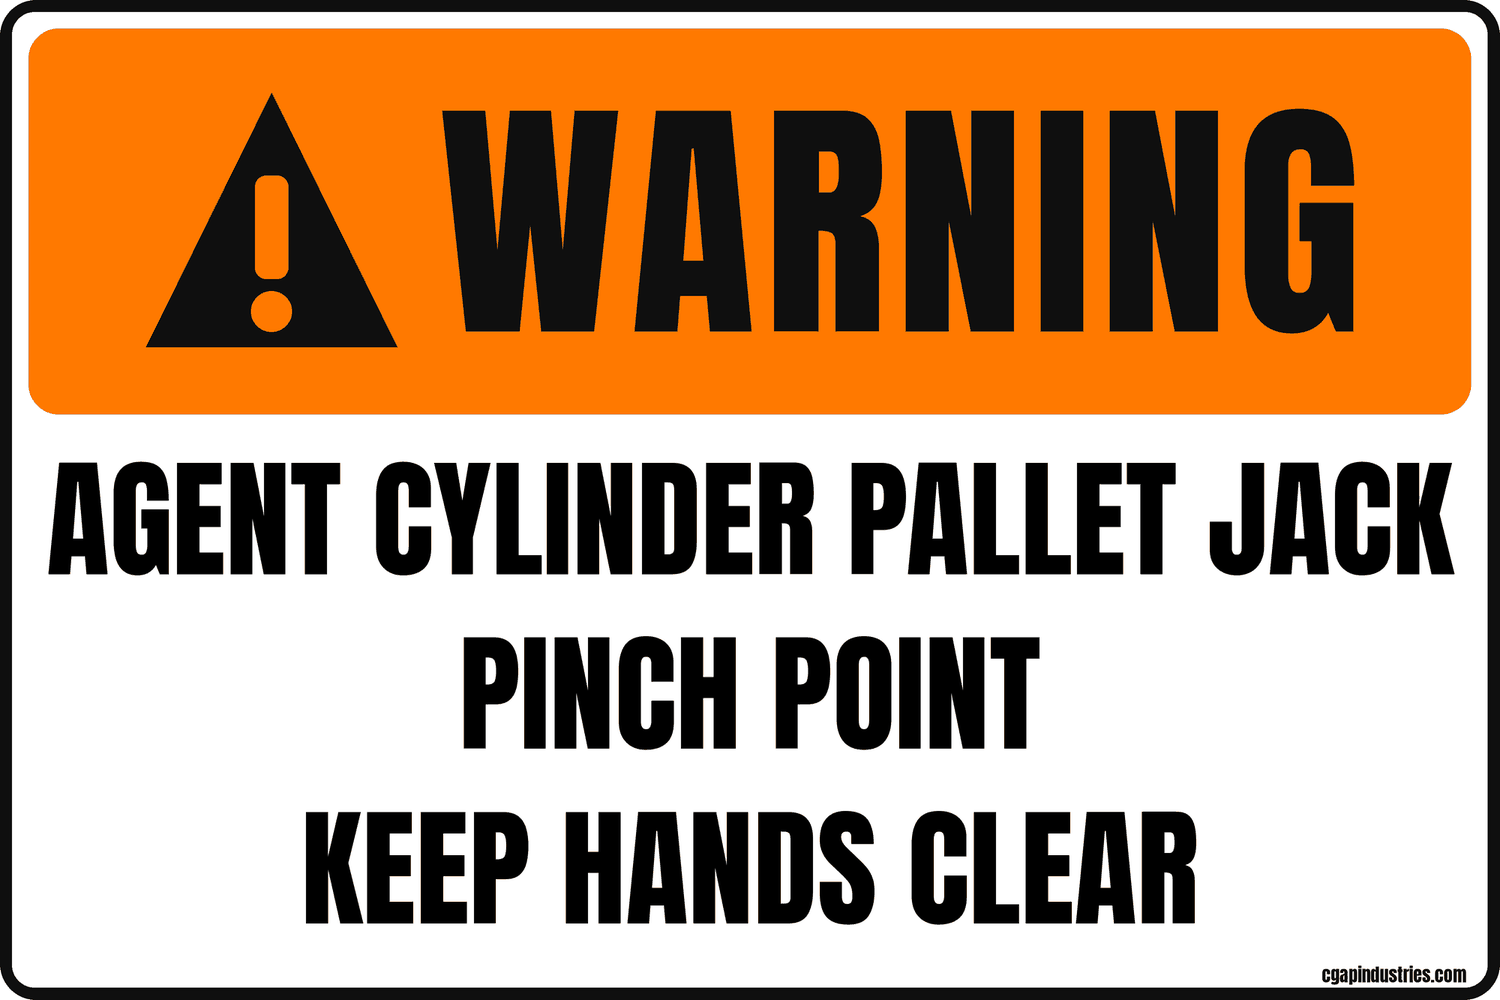 WARNING
AGENT CYLINDER PALLET JACK
PINCH POINT
KEEP HANDS CLEAR
cgapindustries.com